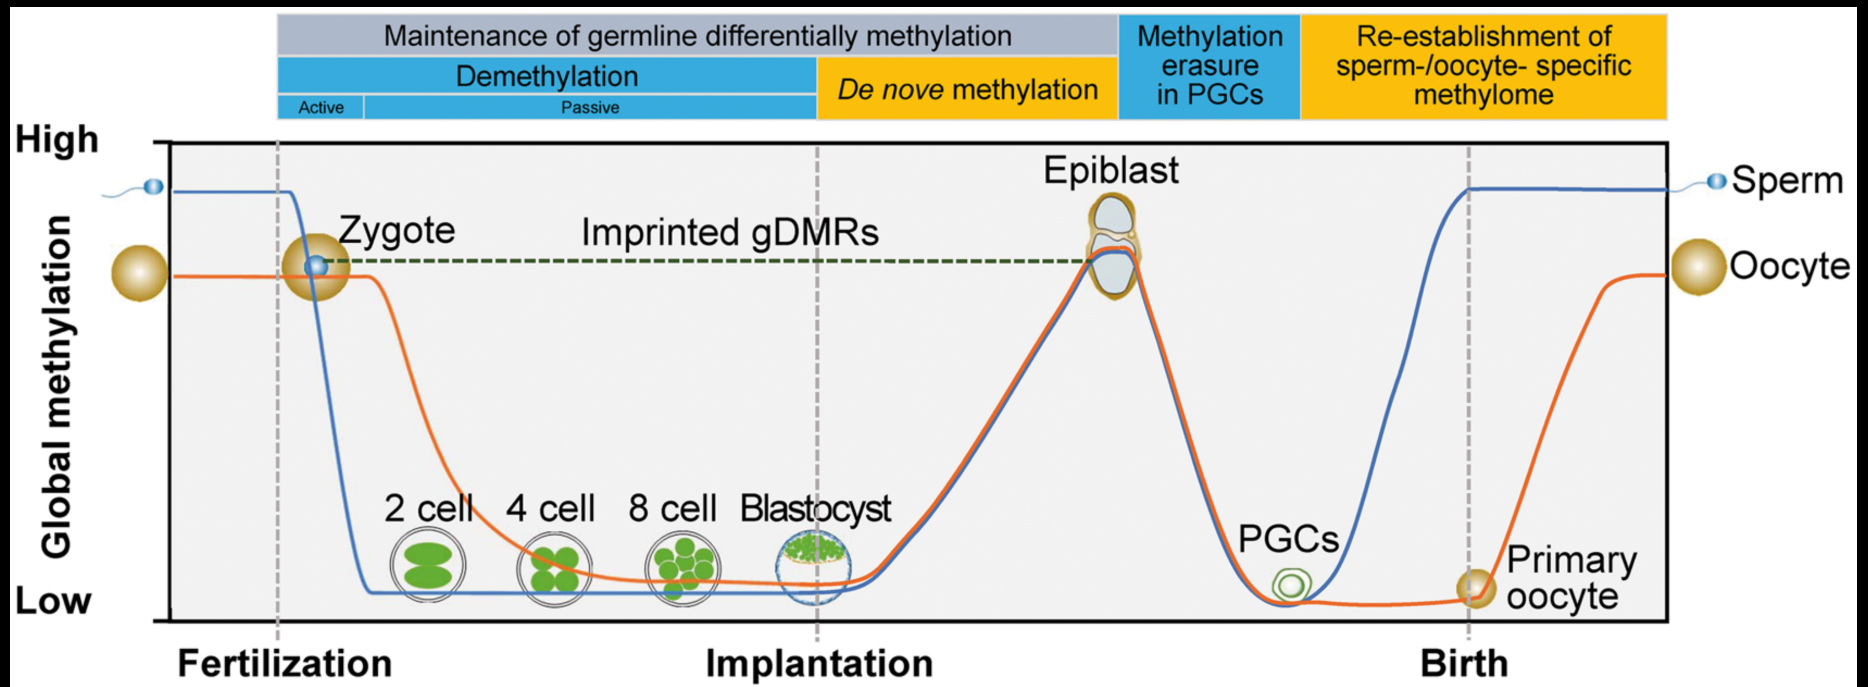 Maintenance of germline differentially methylation
Demethylation
Active
Passive
De nove methylation
Methylation
erasure
in PGCs
Re-establishment of
sperm-/oocyte- specific
methylome
High
Global methylation
Low
Zygote
Imprinted gDMRs
Epiblast
Sperm
Oocyte
2 cell
4 cell
8 cell
Blastocyst
PGCs
Primary
oocyte
Fertilization
Implantation
Birth